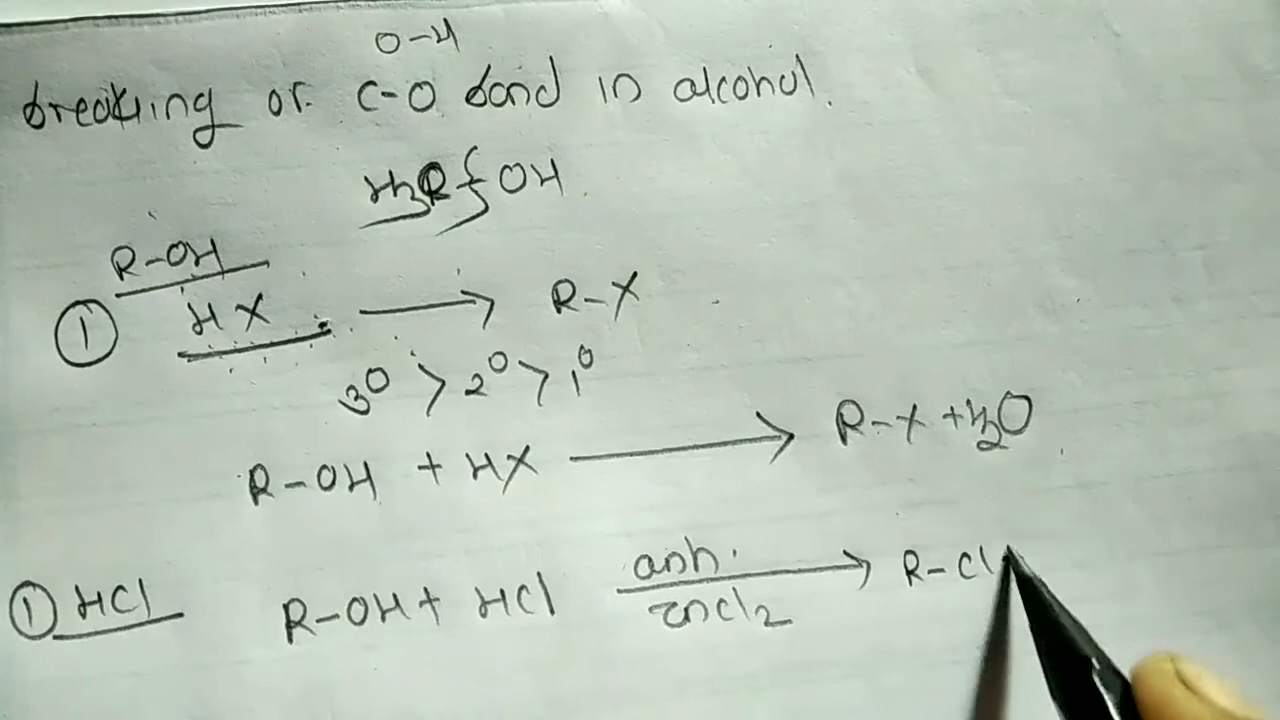 O-H
breaking of C-O bond in alcohol.
OH
R-OH
① HX → R-X
3° > 2° > 1°
R-OH + HX → R-X + H2O
① HCl R-OH + HCl anh. ZnCl2 → R-Cl